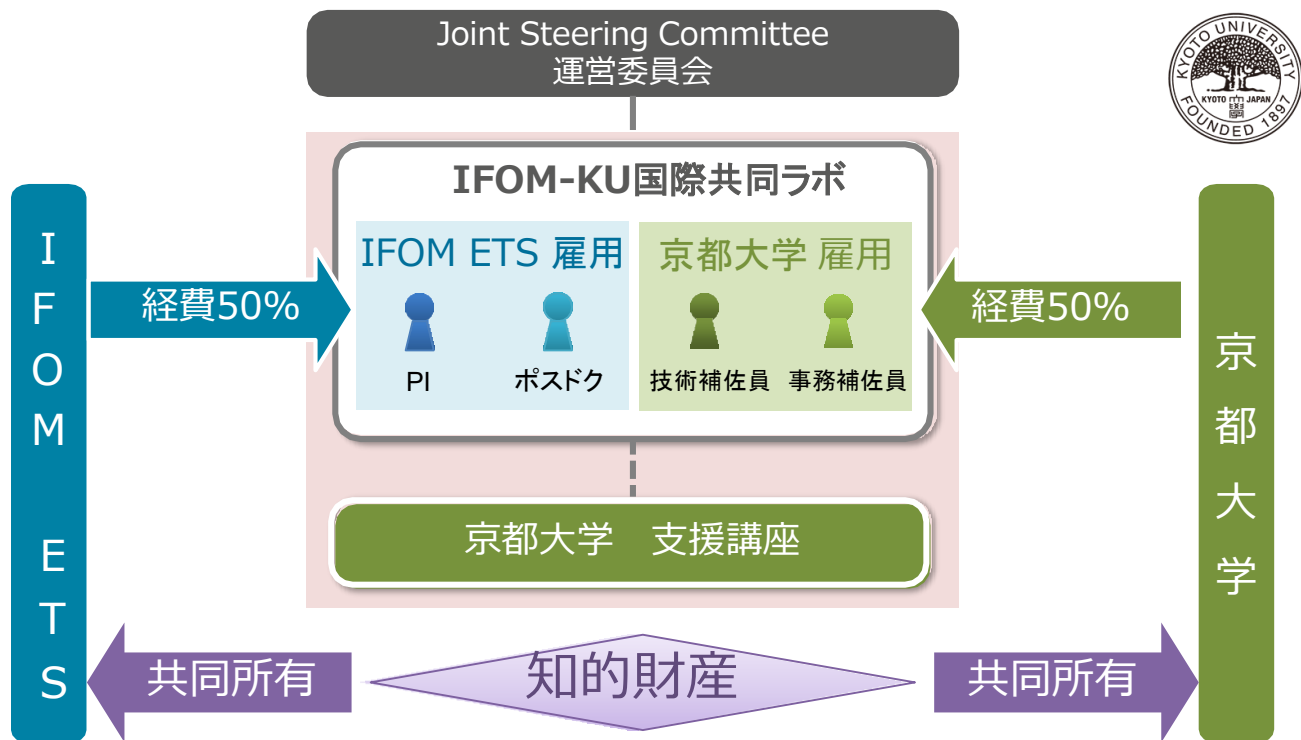 Joint Steering Committee
運営委員会
KYOTO UNIVERSITY
KYOTO JAPAN
FOUNDED 1897
IFOM-KU国際共同ラボ
IFOM ETS 雇用
京都大学 雇用
PI
ポスドク
技術補佐員
事務補佐員
IFOM ETS
経費50%
経費50%
京都大学
京都大学 支援講座
共同所有
知的財産
共同所有